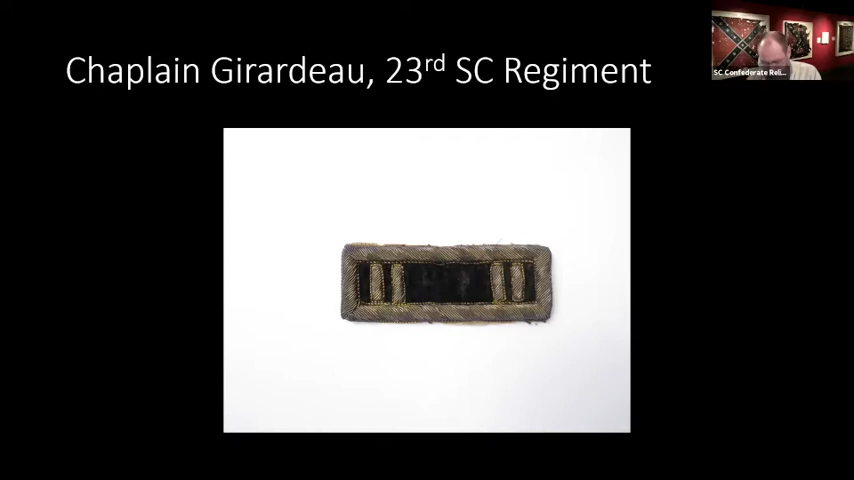 Chaplain Girardeau, 23rd SC Regiment
SC Confederate Reli...